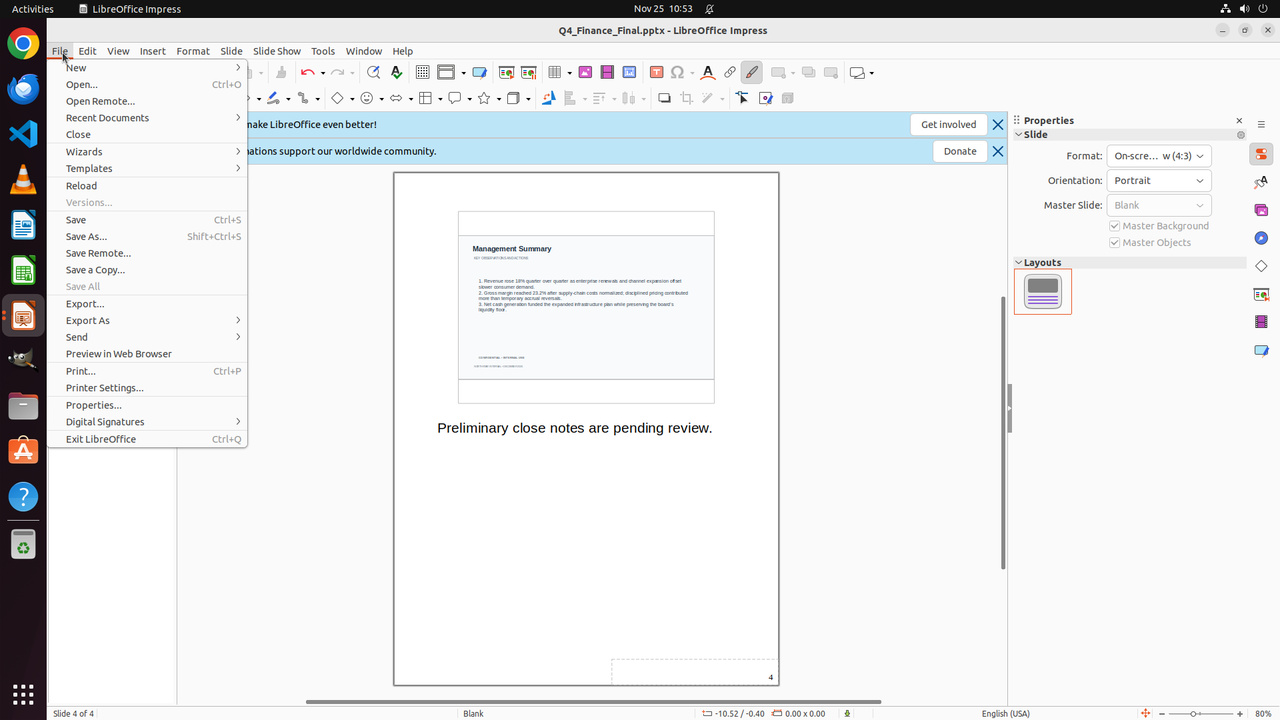 Activities
LibreOffice Impress
Nov 25 10:53
Q4_Finance_Final.pptx - LibreOffice Impress
File Edit View Insert Format Slide Slide Show Tools Window Help
New
Open... Ctrl+O
Open Remote...
Recent Documents
Close
Wizards
Templates
Reload
Versions...
Save Ctrl+S
Save As... Shift+Ctrl+S
Save Remote...
Save a Copy...
Save All
Export...
Export As
Send
Preview in Web Browser
Print... Ctrl+P
Printer Settings...
Properties...
Digital Signatures
Exit LibreOffice Ctrl+Q
make LibreOffice even better!
Get involved
nations support our worldwide community.
Donate
Management Summary
KEY OBSERVATIONS AND ACTIONS
1. Revenue rose 18% quarter over quarter as enterprise renewals and channel expansion offset
slower consumer demand.
2. Gross margin reached 23.2% after supply-chain costs normalized; disciplined pricing contributed
more than temporary accrual reversals.
3. Net cash generation funded the expanded infrastructure plan while preserving the board's
liquidity floor.
Preliminary close notes are pending review.
4
Properties
Slide
Format: On-scre... w (4:3)
Orientation: Portrait
Master Slide: Blank
Master Background
Master Objects
Layouts
Slide 4 of 4
Blank
-10.52 / -0.40
0.00 x 0.00
English (USA)
80%